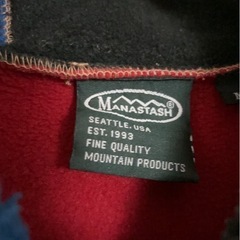 MANASTASH®
SEATTLE, USA
EST. 1993
FINE QUALITY
MOUNTAIN PRODUCTS